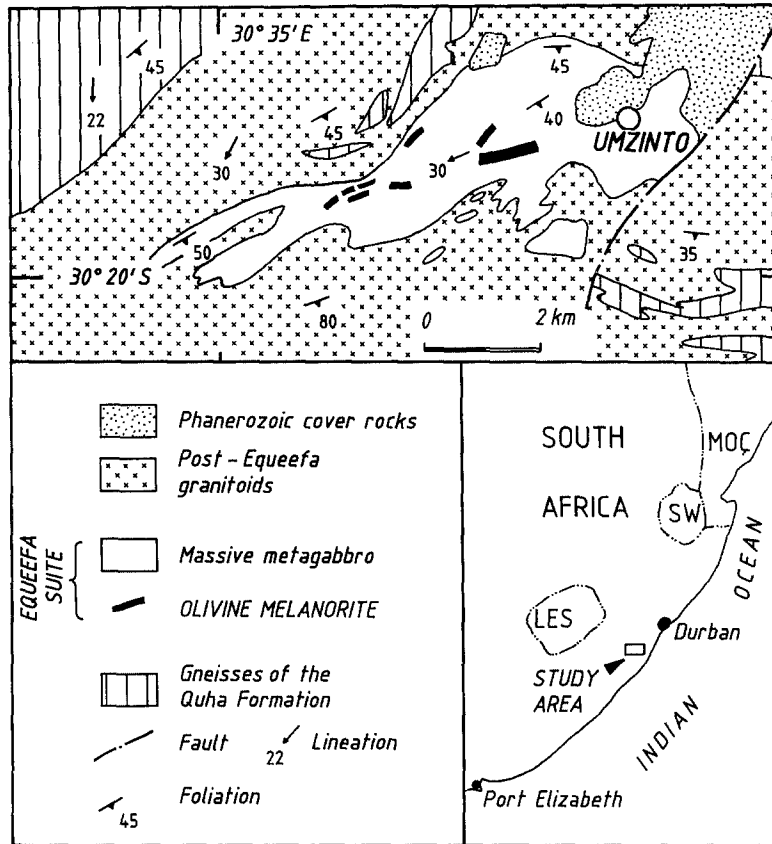 30° 35′ E
45
45
22
45
40
UMZINTO
30
30
50
35
30° 20′ S
80
0 2 km
Phanerozoic cover rocks
Post - Equeefa
granitoids
EQUEEFA
SUITE
Massive metagabbro
OLIVINE MELANORITE
Gneisses of the
Quha Formation
Fault
22
Lineation
45
Foliation
SOUTH
AFRICA
MOÇ
SW
LES
Durban
STUDY
AREA
INDIAN
OCEAN
Port Elizabeth